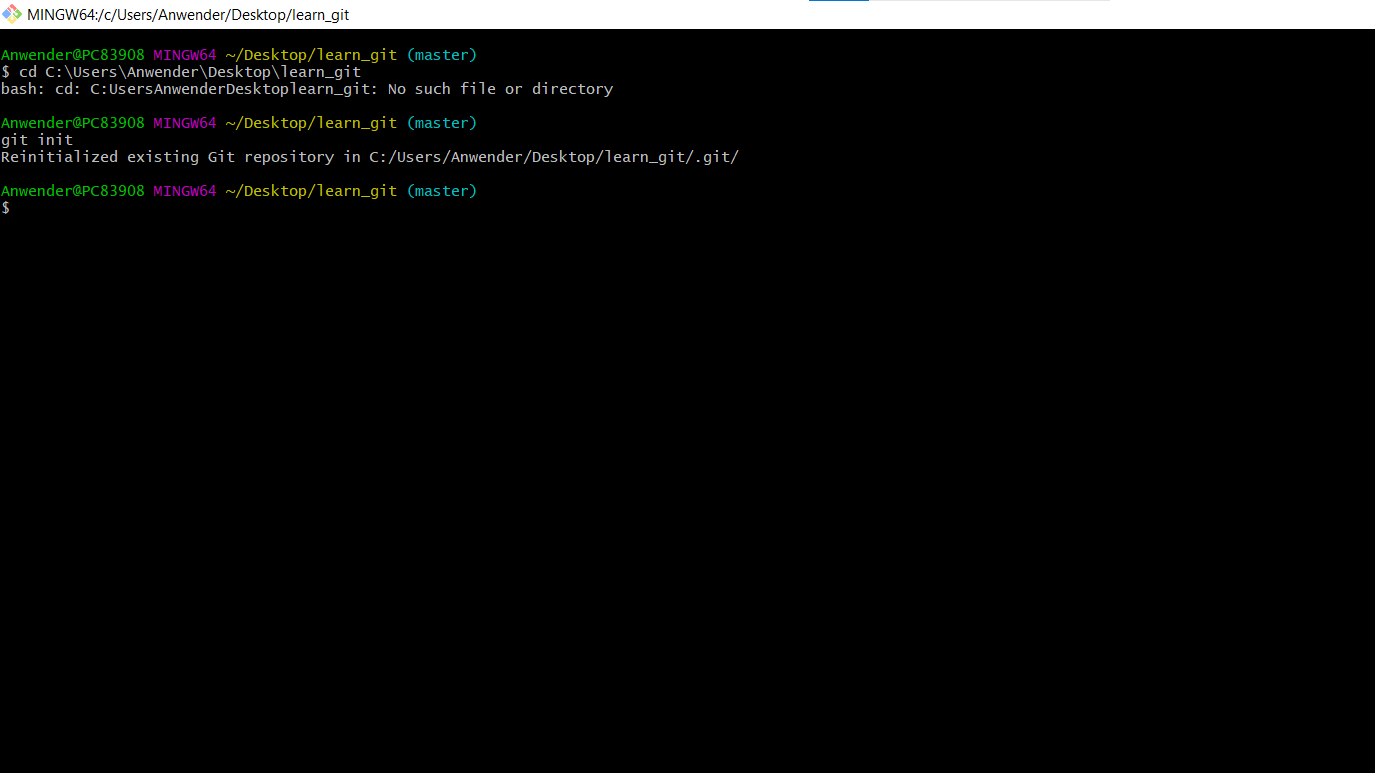 MINGW64:/c/Users/Anwender/Desktop/learn_git
Anwender@PC83908 MINGW64 ~/Desktop/learn_git (master)
$ cd C:\Users\Anwender\Desktop\learn_git
bash: cd: C:UsersAnwenderDesktoplearn_git: No such file or directory
Anwender@PC83908 MINGW64 ~/Desktop/learn_git (master)
git init
Reinitialized existing Git repository in C:/Users/Anwender/Desktop/learn_git/.git/
Anwender@PC83908 MINGW64 ~/Desktop/learn_git (master)
$